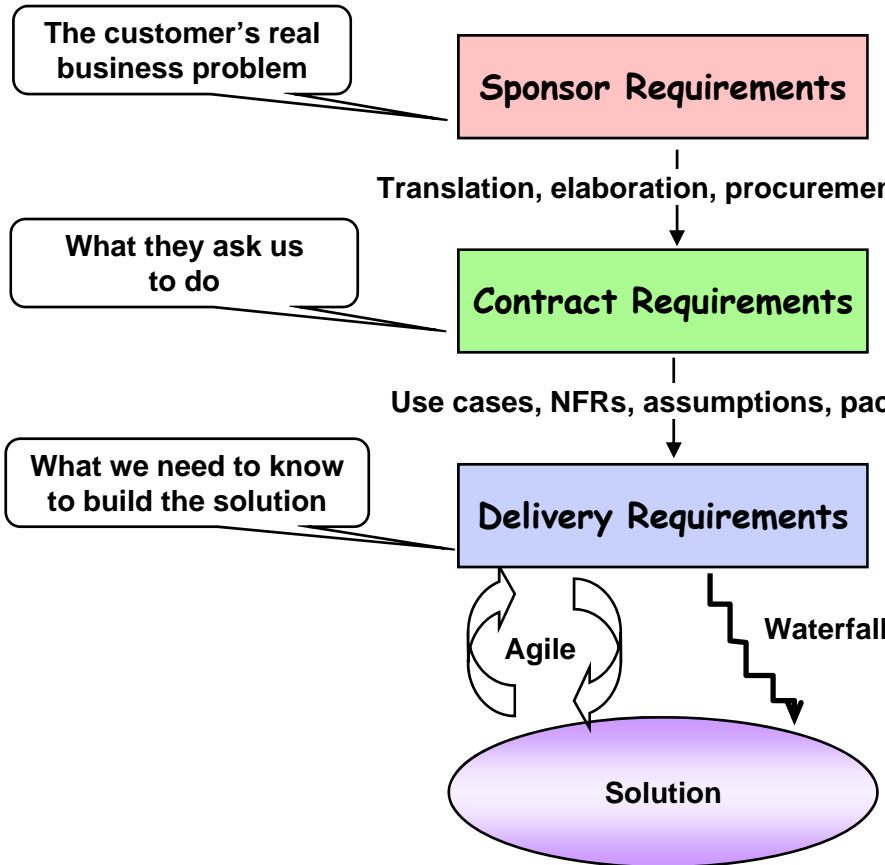 The customer's real
business problem
Sponsor Requirements
Translation, elaboration,
What they ask us
to do
Contract Requirements
Use cases, NFRs, assumptions,
What we need to know
to build the solution
Delivery Requirements
Agile
Waterfall
Solution